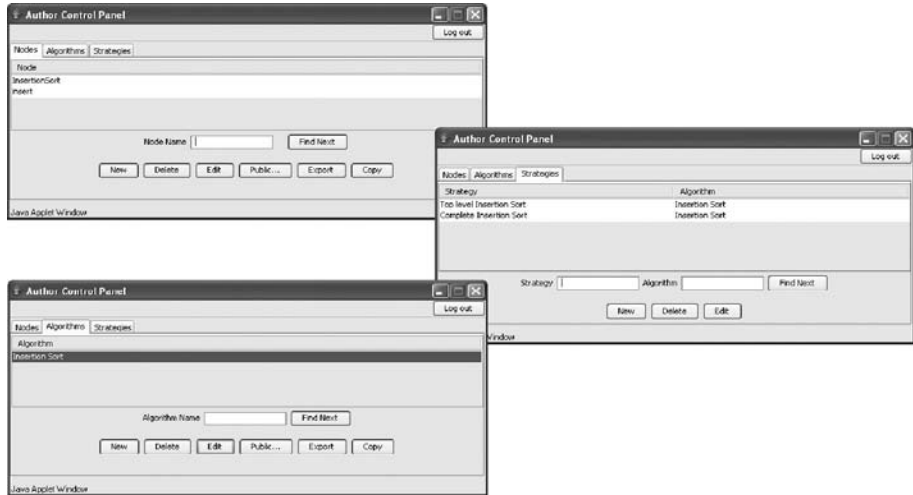 Author Control Panel
Log out
Nodes Algorithms Strategies
Node
InsertionSort
insert
Node Name Find Next
New Delete Edit Public... Export Copy
Java Applet Window
Author Control Panel
Log out
Nodes Algorithms Strategies
Strategy Algorithm
Top level Insertion Sort Insertion Sort
Complete Insertion Sort Insertion Sort
Strategy Algorithm Find Next
New Delete Edit
Window
Author Control Panel
Log out
Nodes Algorithms Strategies
Algorithm
Insertion Sort
Algorithm Name Find Next
New Delete Edit Public... Export Copy
Java Applet Window